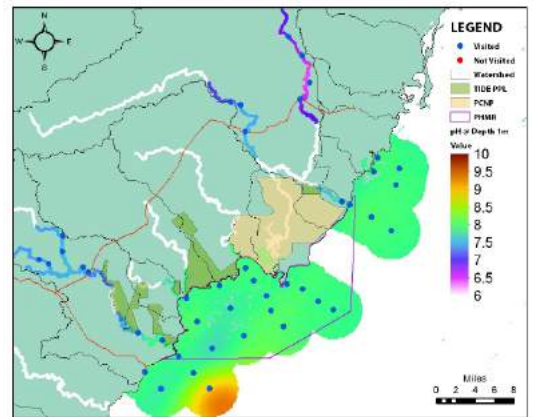 N
W E
S
LEGEND
Visited
Not Visited
Watershed
TIDE PPL
PCNP
PHMR
pH @ Depth 1m
Value
10
9.5
9
8.5
8
7.5
7
6.5
6
Miles
0 2 4 6 8